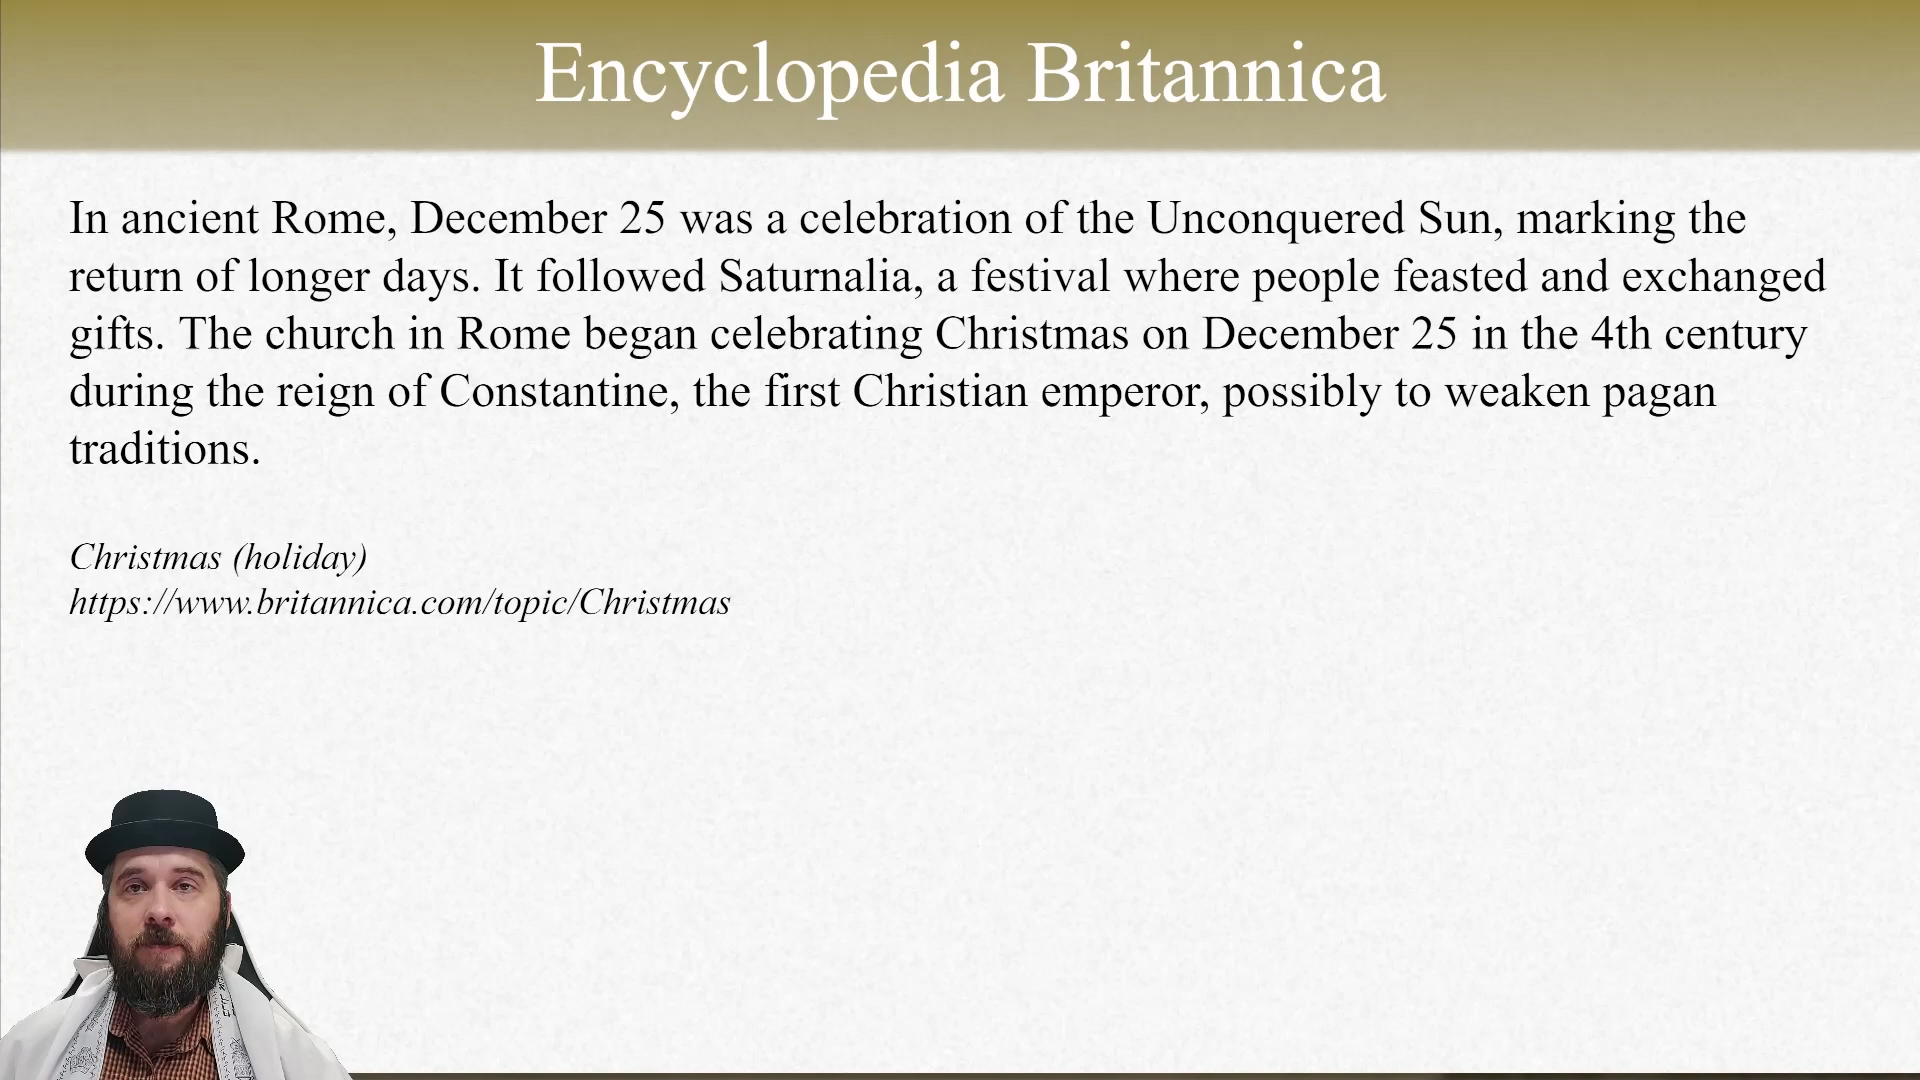 Encyclopedia Britannica
In ancient Rome, December 25 was a celebration of the Unconquered Sun, marking the
return of longer days. It followed Saturnalia, a festival where people feasted and exchanged
gifts. The church in Rome began celebrating Christmas on December 25 in the 4th century
during the reign of Constantine, the first Christian emperor, possibly to weaken pagan
traditions.
Christmas (holiday)
https://www.britannica.com/topic/Christmas